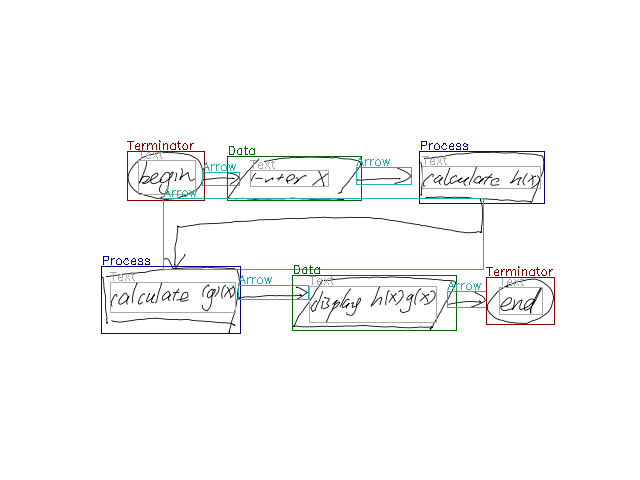 Terminator
Text
begin
Arrow
Data
Text
enter x
Arrow
Process
Text
calculate h(x)
Arrow
Process
Text
calculate g(x)
Arrow
Data
Text
display h(x)g(x)
Arrow
Terminator
Text
end